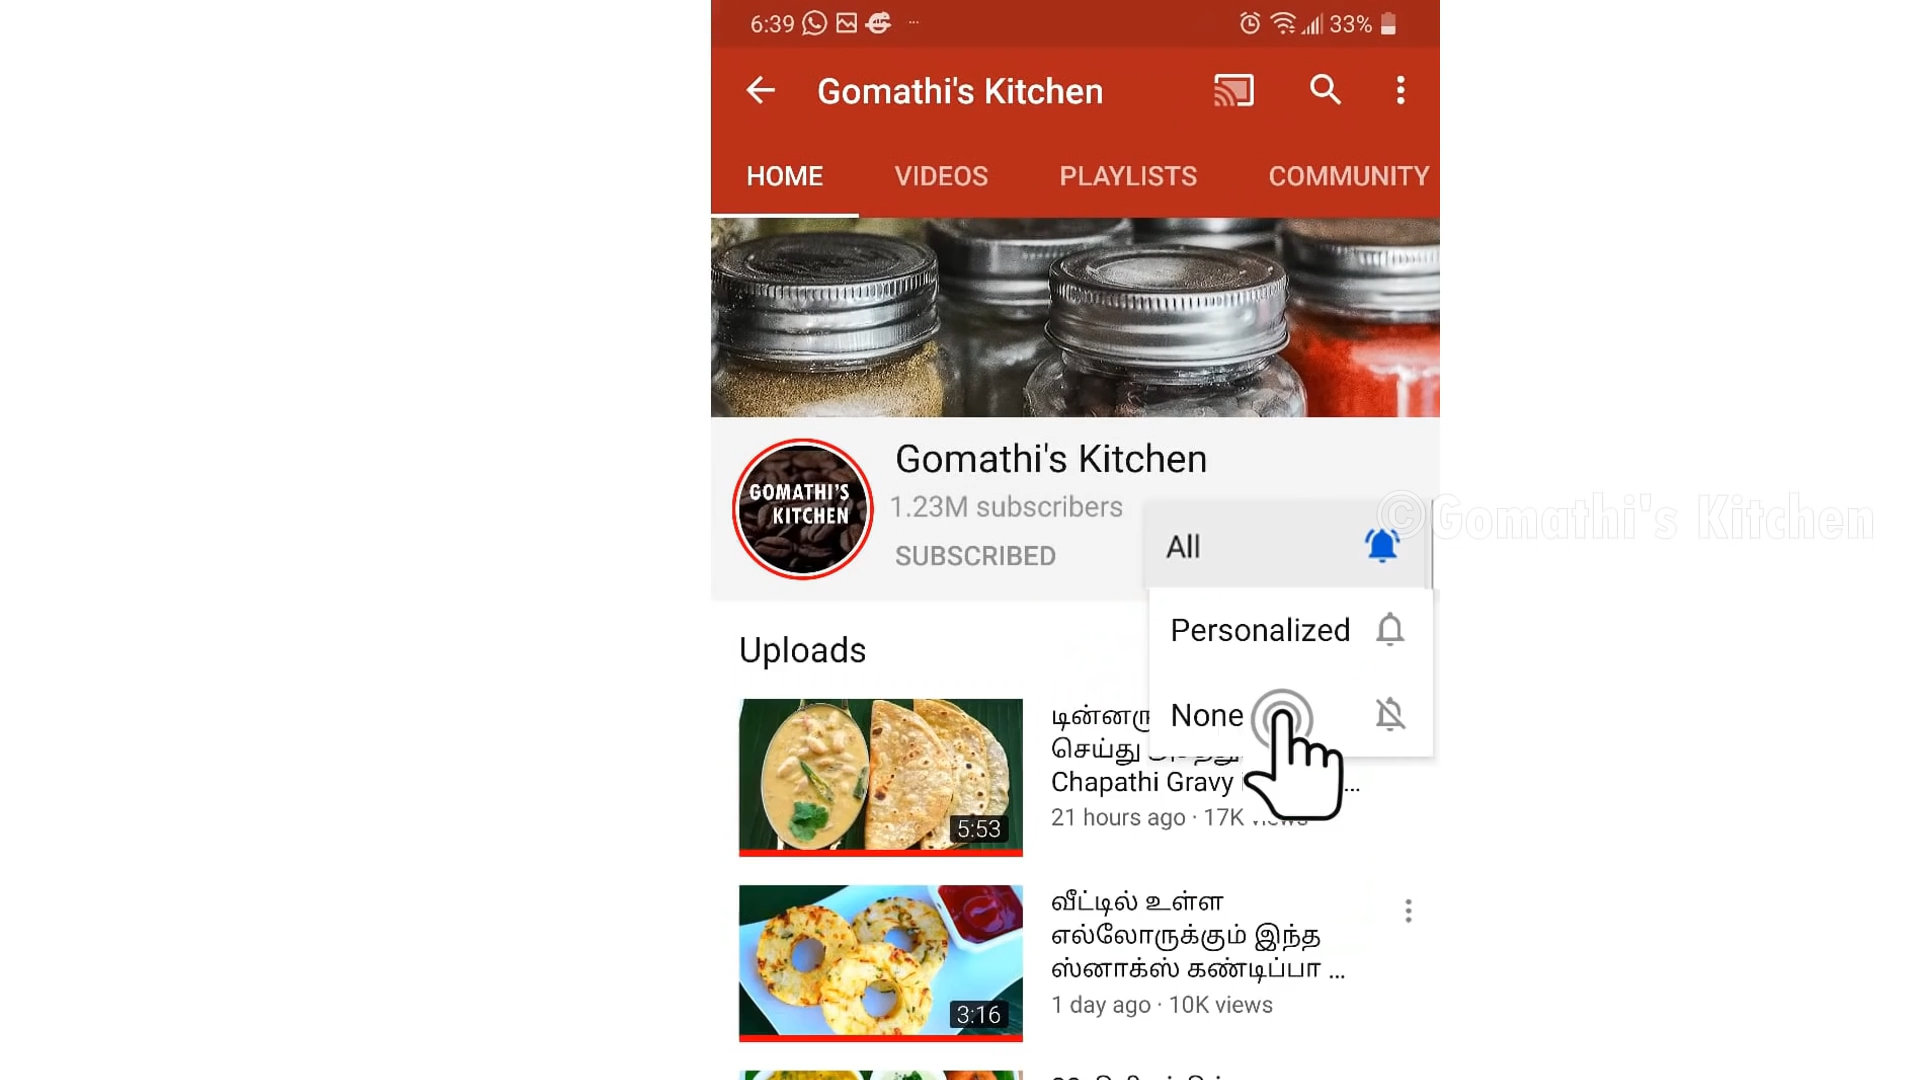 6:39
33%
Gomathi's Kitchen
HOME VIDEOS PLAYLISTS COMMUNITY
GOMATHI'S
KITCHEN
Gomathi's Kitchen
1.23M subscribers
SUBSCRIBED
All
Personalized
None
©Gomathi's Kitchen
Uploads
5:53
செய்து
Chapathi Gravy ...
21 hours ago · 17K views
3:16
வீட்டில் உள்ள
எல்லோருக்கும் இந்த
ஸ்னாக்ஸ் கண்டிப்பா ...
1 day ago · 10K views